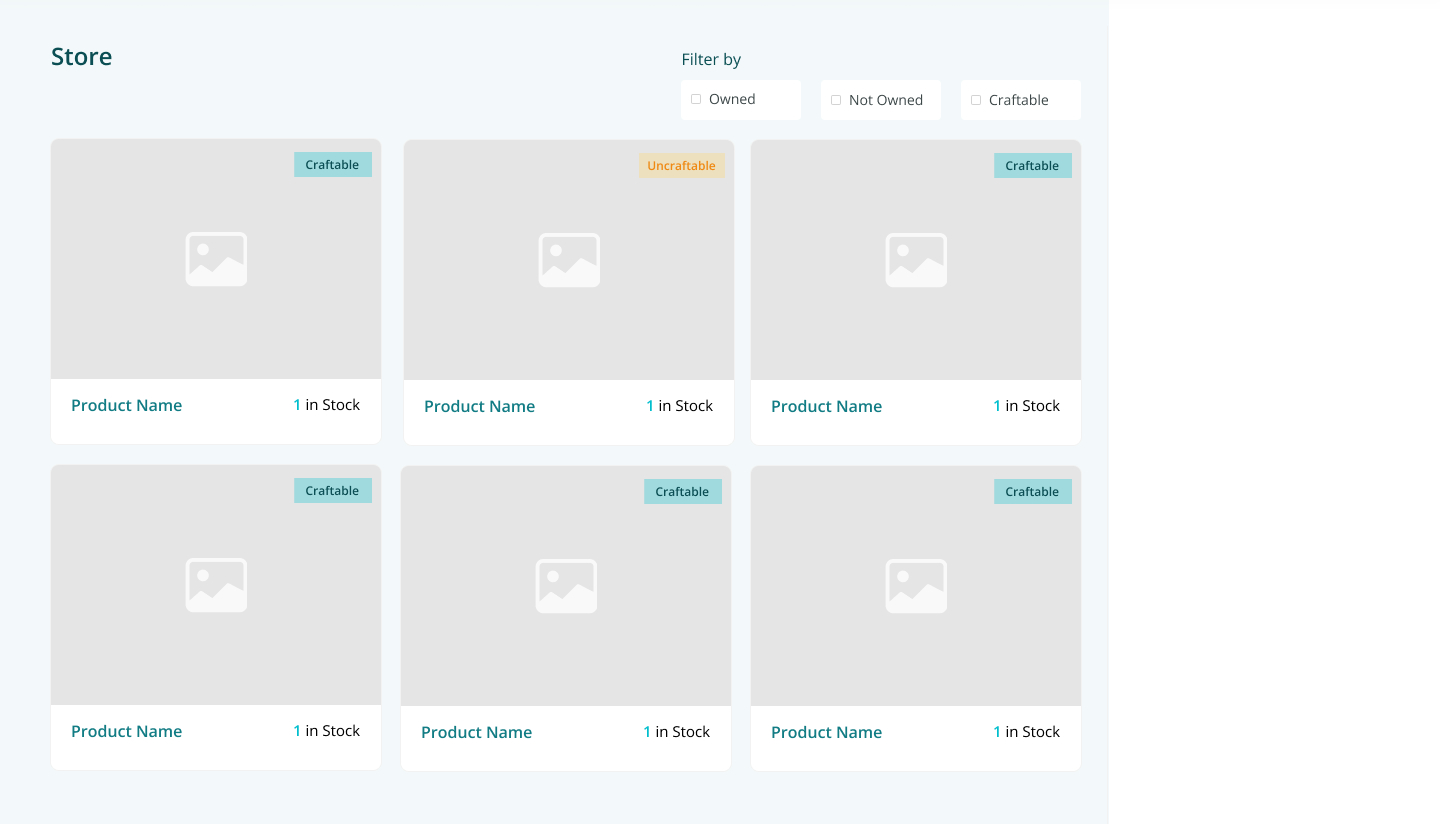 Store
Filter by
Owned
Not Owned
Craftable
Craftable
Uncraftable
Craftable
Product Name
1 in Stock
Product Name
1 in Stock
Product Name
1 in Stock
Craftable
Craftable
Craftable
Product Name
1 in Stock
Product Name
1 in Stock
Product Name
1 in Stock